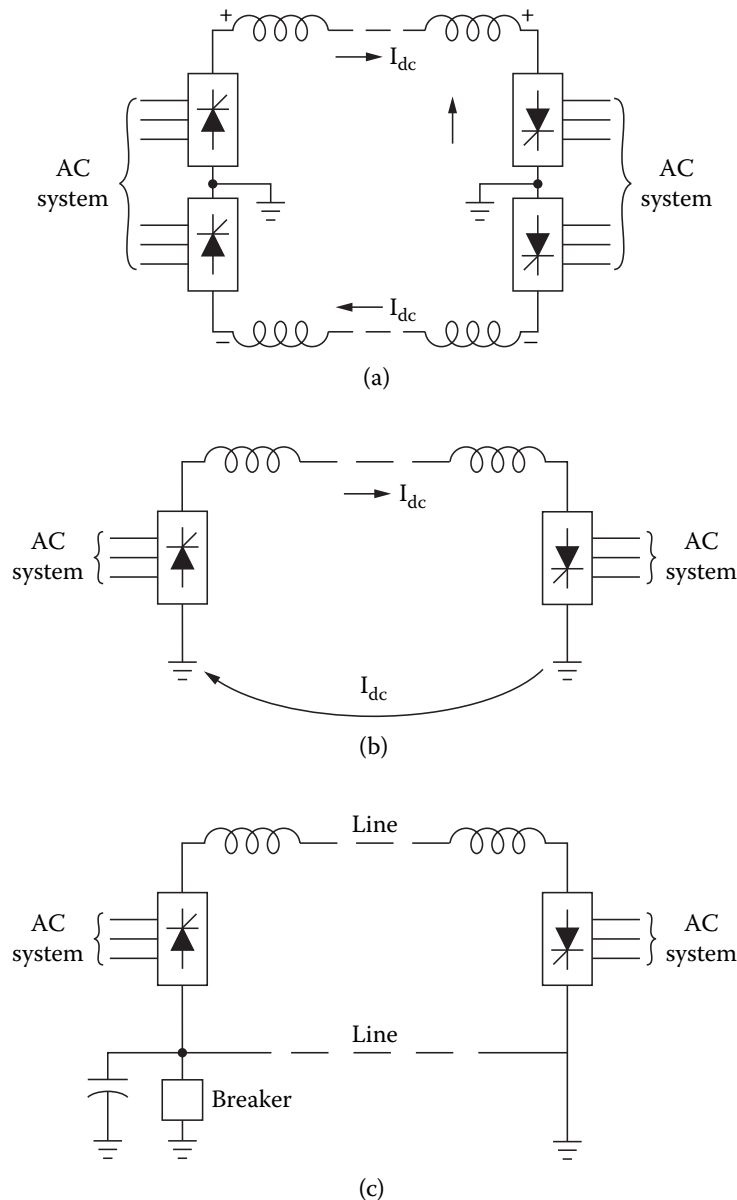 + +
I_dc
AC
system
AC
system
I_dc
− −
(a)
I_dc
AC
system
AC
system
I_dc
(b)
Line
AC
system
AC
system
Line
Breaker
(c)